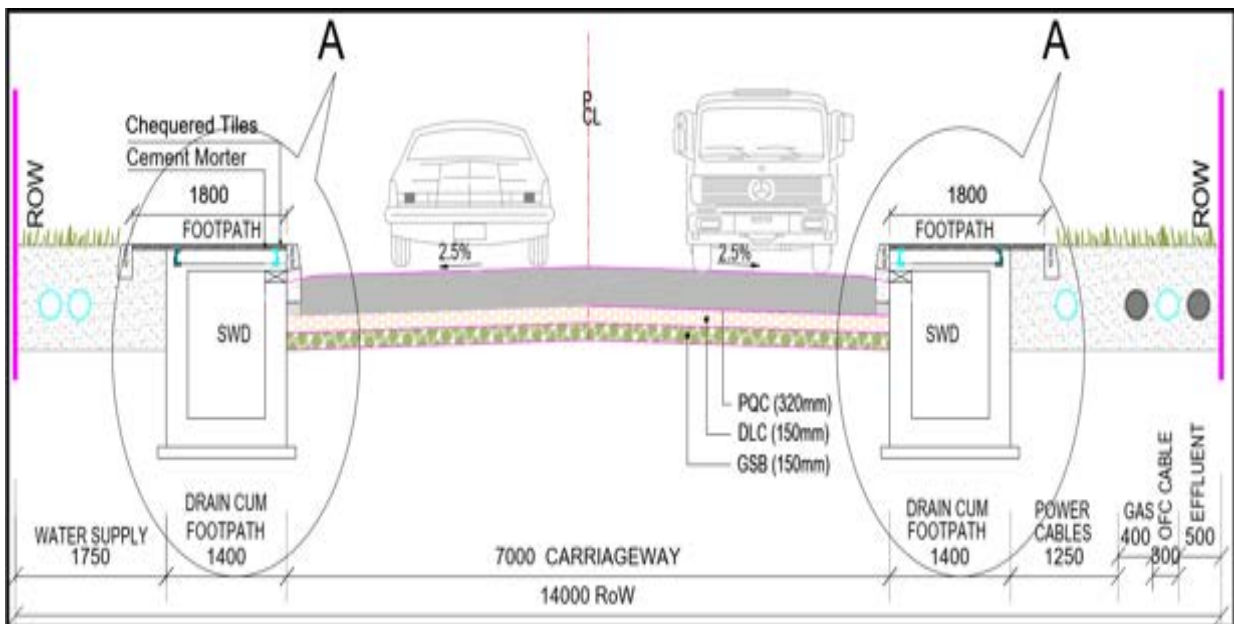 A
A
P
CL
Chequered Tiles
Cement Morter
1800
1800
ROW
ROW
FOOTPATH
FOOTPATH
2.5%
2.5%
SWD
SWD
PQC (320mm)
DLC (150mm)
GSB (150mm)
WATER SUPPLY
1750
DRAIN CUM
FOOTPATH
1400
7000 CARRIAGEWAY
DRAIN CUM
FOOTPATH
1400
POWER
CABLES
1250
GAS
400
OFC CABLE
300
EFFLUENT
500
14000 RoW